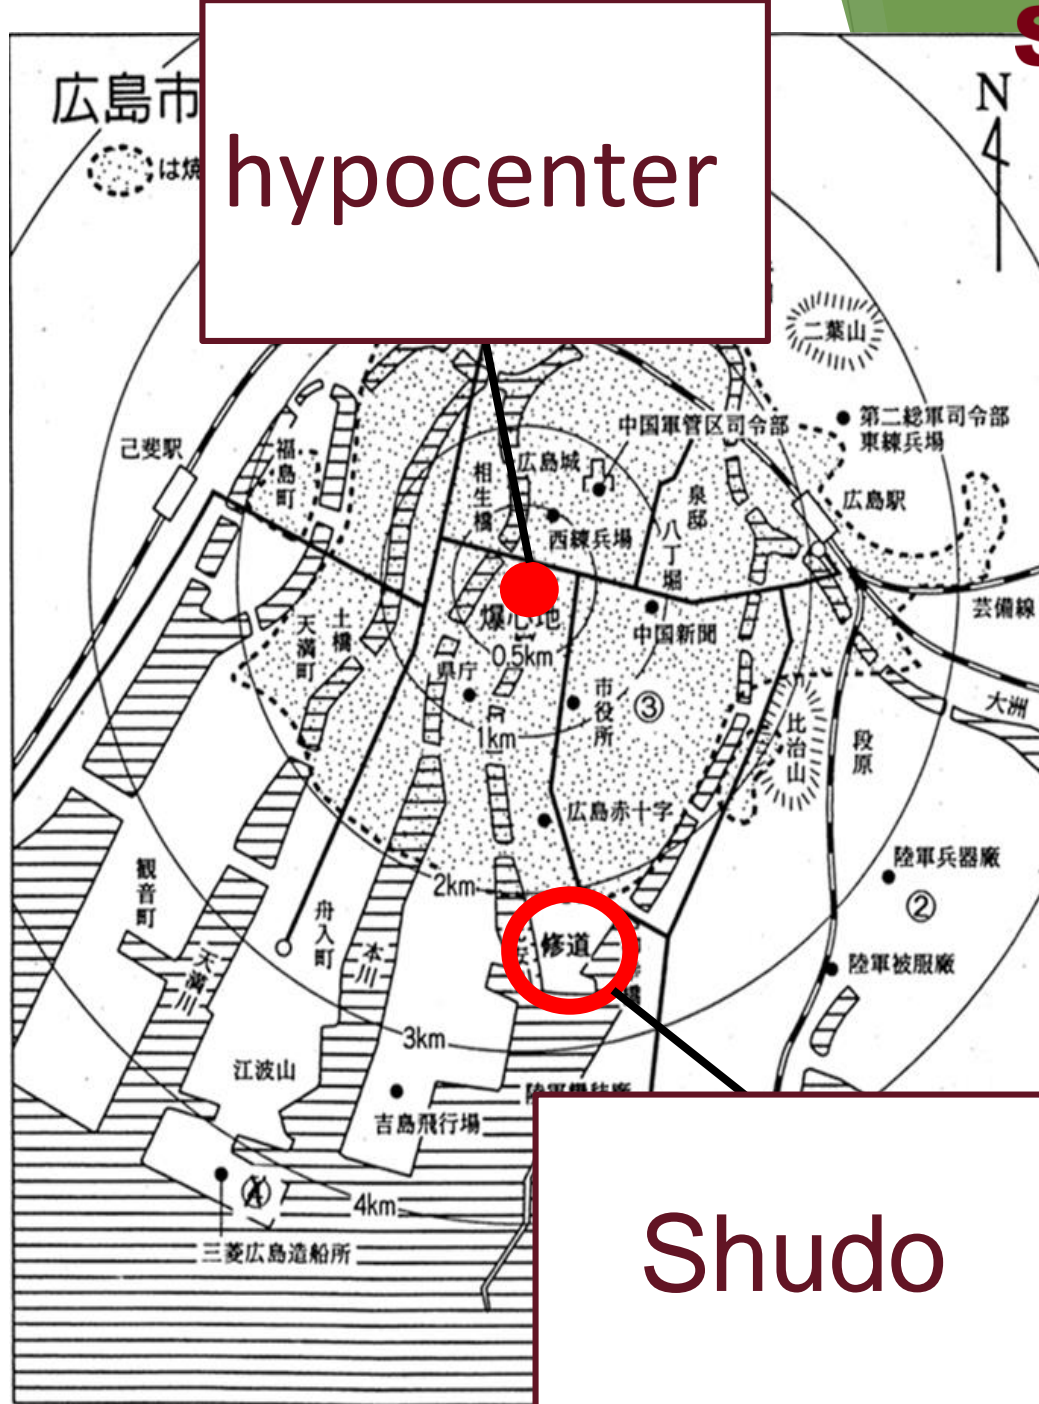 s
広島市
は焼
hypocenter
N
二葉山
第二総軍司令部
東練兵場
中国軍管区司令部
己斐駅
福島町
相生橋
広島城
泉邸
広島駅
西練兵場
八丁堀
芸備線
爆心地
中国新聞
土橋
天満町
0.5km
県庁
市役所
③
大洲
1km
比治山
段原
広島赤十字
陸軍兵器廠
2km
②
観音町
舟入町
本川
修道
天満川
陸軍被服廠
橋
3km
江波山
吉島飛行場
4km
三菱広島造船所
Shudo